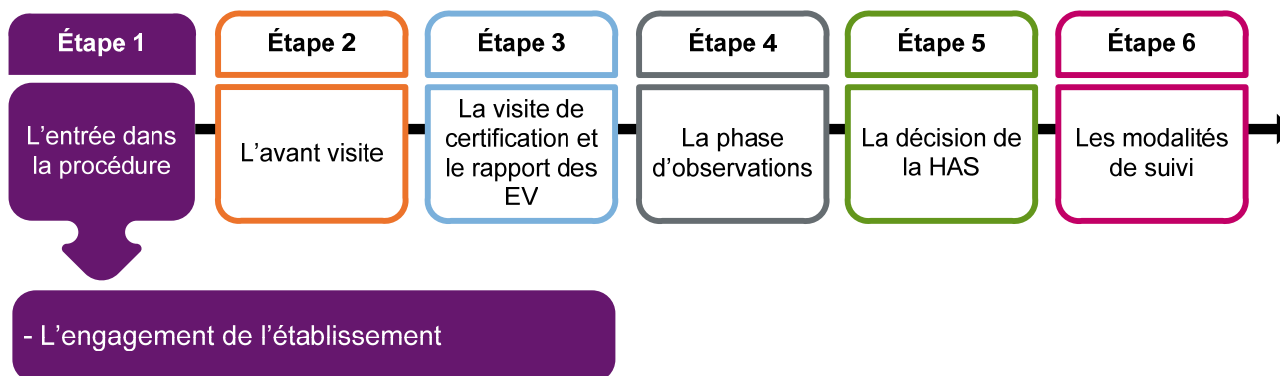 Étape 1
Étape 2
Étape 3
Étape 4
Étape 5
Étape 6
L’entrée dans
la procédure
L’avant visite
La visite de
certification et
le rapport des
EV
La phase
d’observations
La décision de
la HAS
Les modalités
de suivi
- L’engagement de l’établissement